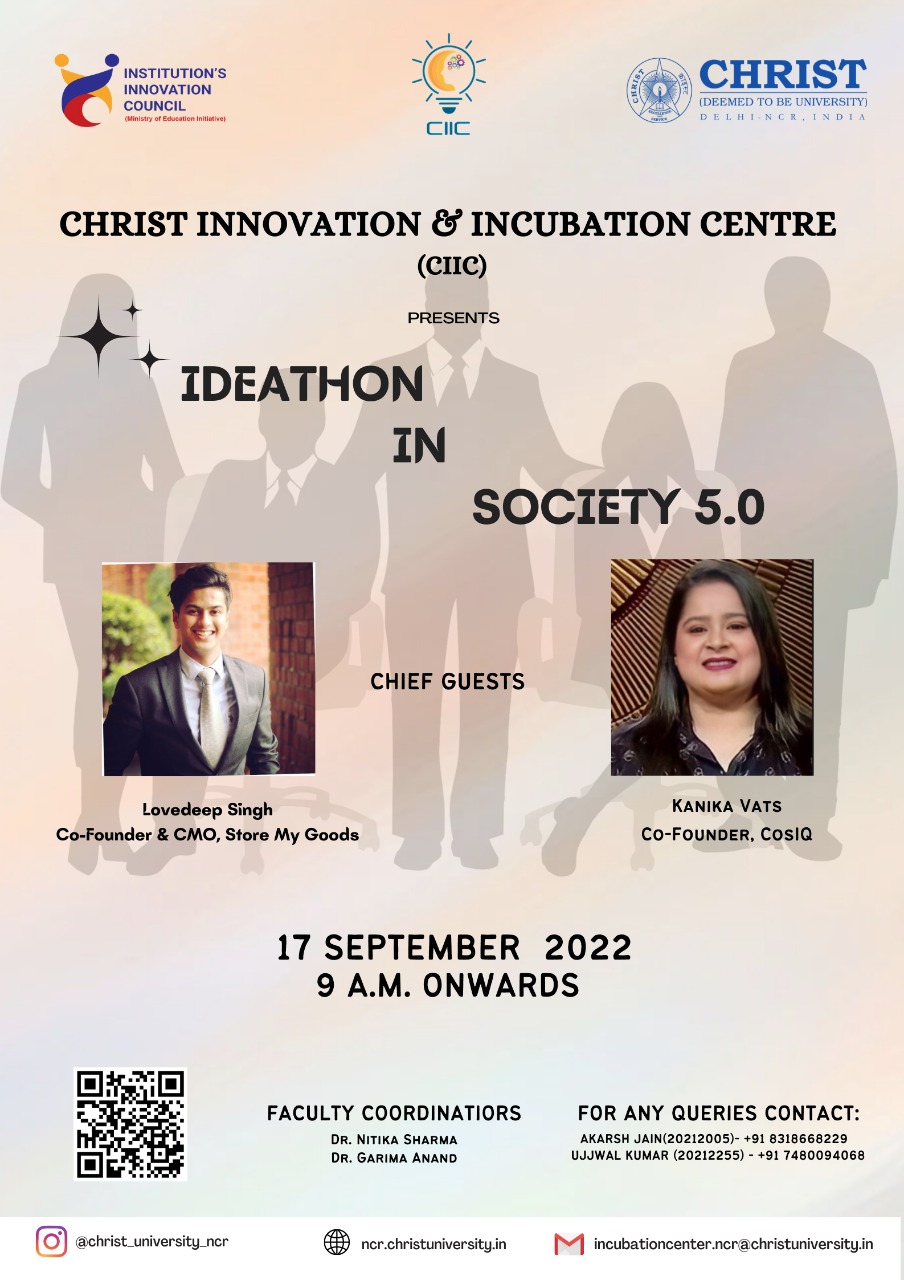 INSTITUTION'S
INNOVATION
COUNCIL
(Ministry of Education Initiative)
CIIC
CHRIST
(DEEMED TO BE UNIVERSITY)
DELHI-NCR, INDIA
CHRIST INNOVATION & INCUBATION CENTRE
(CIIC)
PRESENTS
IDEATHON
IN
SOCIETY 5.0
CHIEF GUESTS
Lovedeep Singh
Co-Founder & CMO, Store My Goods
KANIKA VATS
CO-FOUNDER, COSIQ
17 SEPTEMBER 2022
9 A.M. ONWARDS
FACULTY COORDINATIORS
DR. NITIKA SHARMA
DR. GARIMA ANAND
FOR ANY QUERIES CONTACT:
AKARSH JAIN(20212005)- +91 8318668229
UJJWAL KUMAR (20212255) - +91 7480094068
@christ_university_ncr
ncr.christuniversity.in
incubationcenter.ncr@christuniversity.in